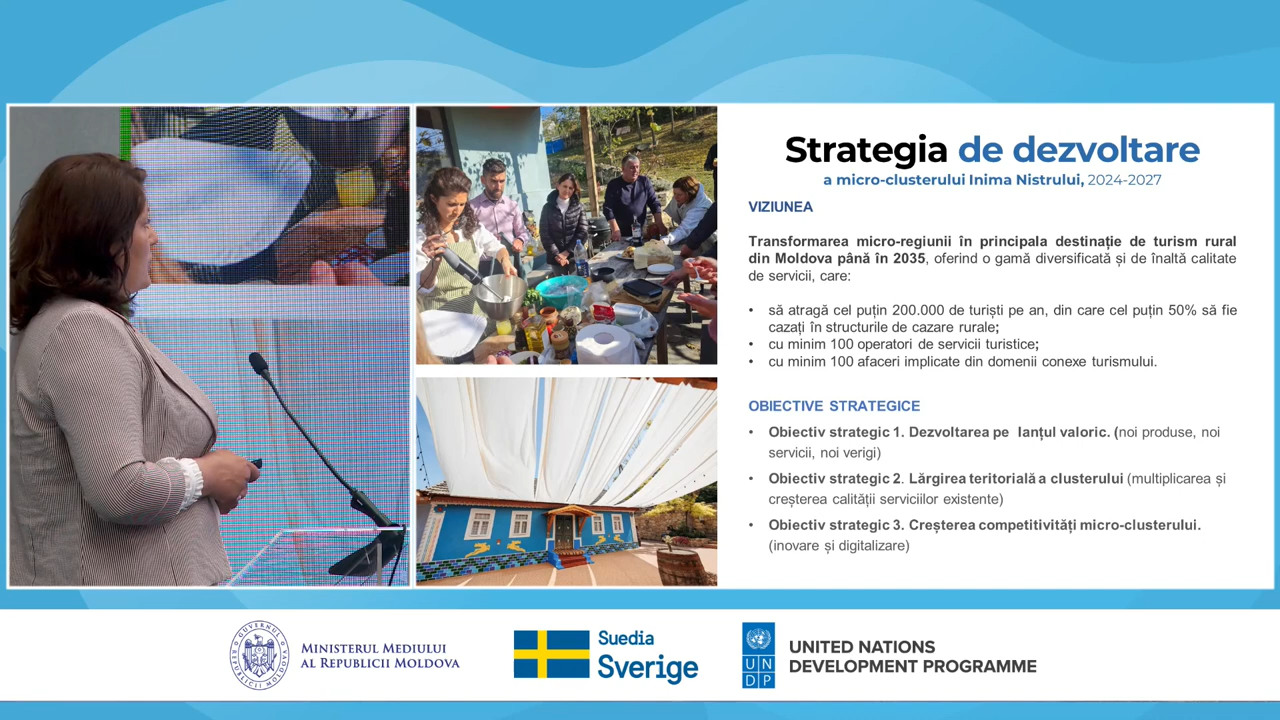 Strategia de dezvoltare
a micro-clusterului Inima Nistrului, 2024-2027
VIZIUNEA
Transformarea micro-regiunii în principala destinație de turism rural
din Moldova până în 2035, oferind o gamă diversificată și de înaltă calitate
de servicii, care:
• să atragă cel puțin 200.000 de turiști pe an, din care cel puțin 50% să fie
cazați în structurile de cazare rurale;
• cu minim 100 operatori de servicii turistice;
• cu minim 100 afaceri implicate din domenii conexe turismului.
OBIECTIVE STRATEGICE
• Obiectiv strategic 1. Dezvoltarea pe lanțul valoric. (noi produse, noi
servicii, noi verigi)
• Obiectiv strategic 2. Lărgirea teritorială a clusterului (multiplicarea și
creșterea calității serviciilor existente)
• Obiectiv strategic 3. Creșterea competitivități micro-clusterului.
(inovare și digitalizare)
GUVERNUL REPUBLICII MOLDOVA
Ministerul Mediului
al Republicii Moldova
Suedia
Sverige
UN
DP
UNITED NATIONS
DEVELOPMENT PROGRAMME